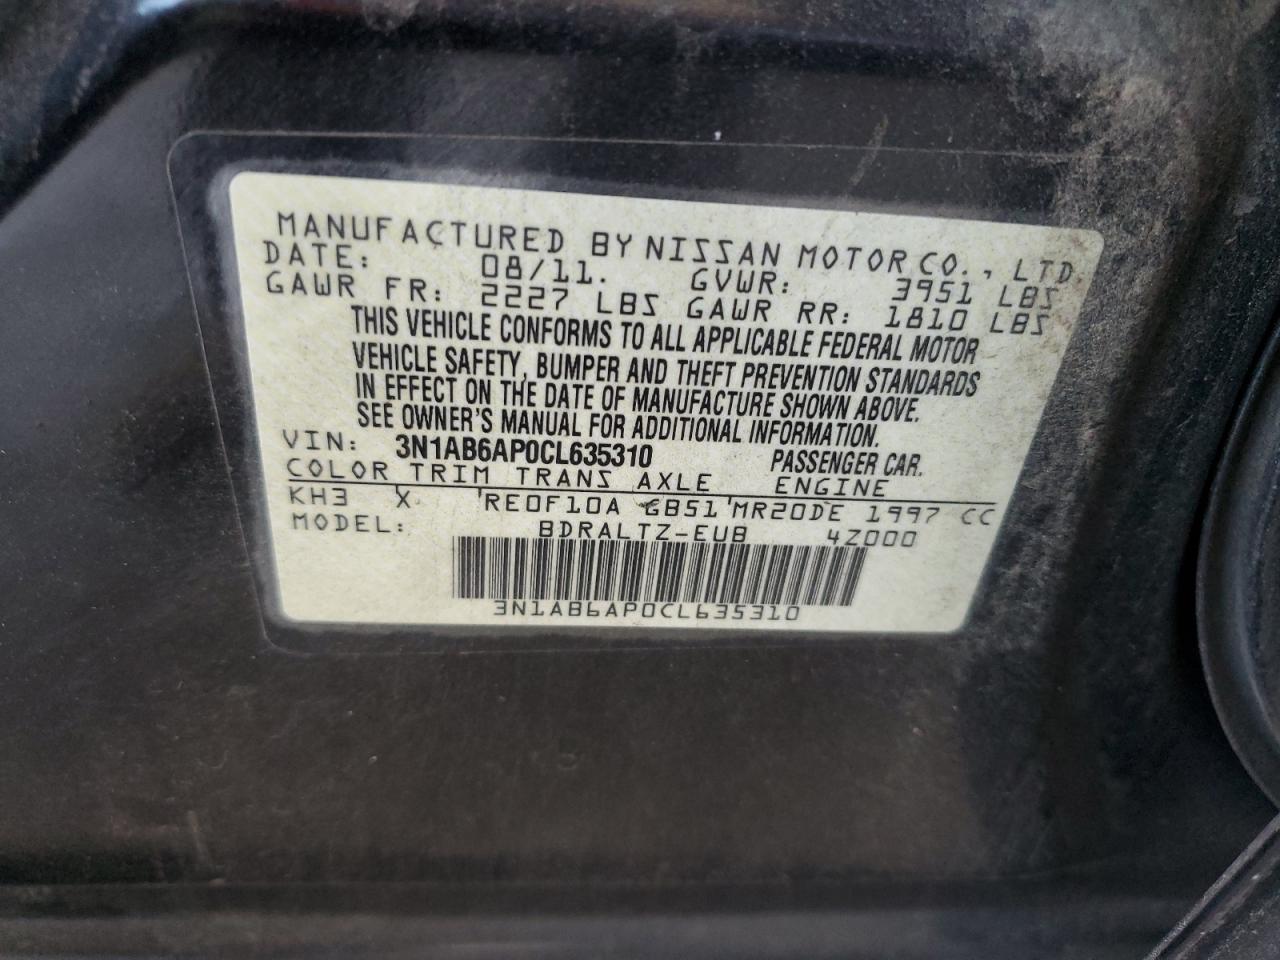 MANUFACTURED BY NISSAN MOTOR CO., LTD.
DATE: 08/11. GVWR: 3951 LBS
GAWR FR: 2227 LBS GAWR RR: 1810 LBS
THIS VEHICLE CONFORMS TO ALL APPLICABLE FEDERAL MOTOR
VEHICLE SAFETY, BUMPER AND THEFT PREVENTION STANDARDS
IN EFFECT ON THE DATE OF MANUFACTURE SHOWN ABOVE.
SEE OWNER'S MANUAL FOR ADDITIONAL INFORMATION.
VIN: 3N1AB6AP0CL635310 PASSENGER CAR.
COLOR TRIM TRANS AXLE ENGINE
KH3 X RE0F10A GB51 MR20DE 1997 CC
MODEL: BDRALTZ-EUB 4Z000
3N1AB6AP0CL635310